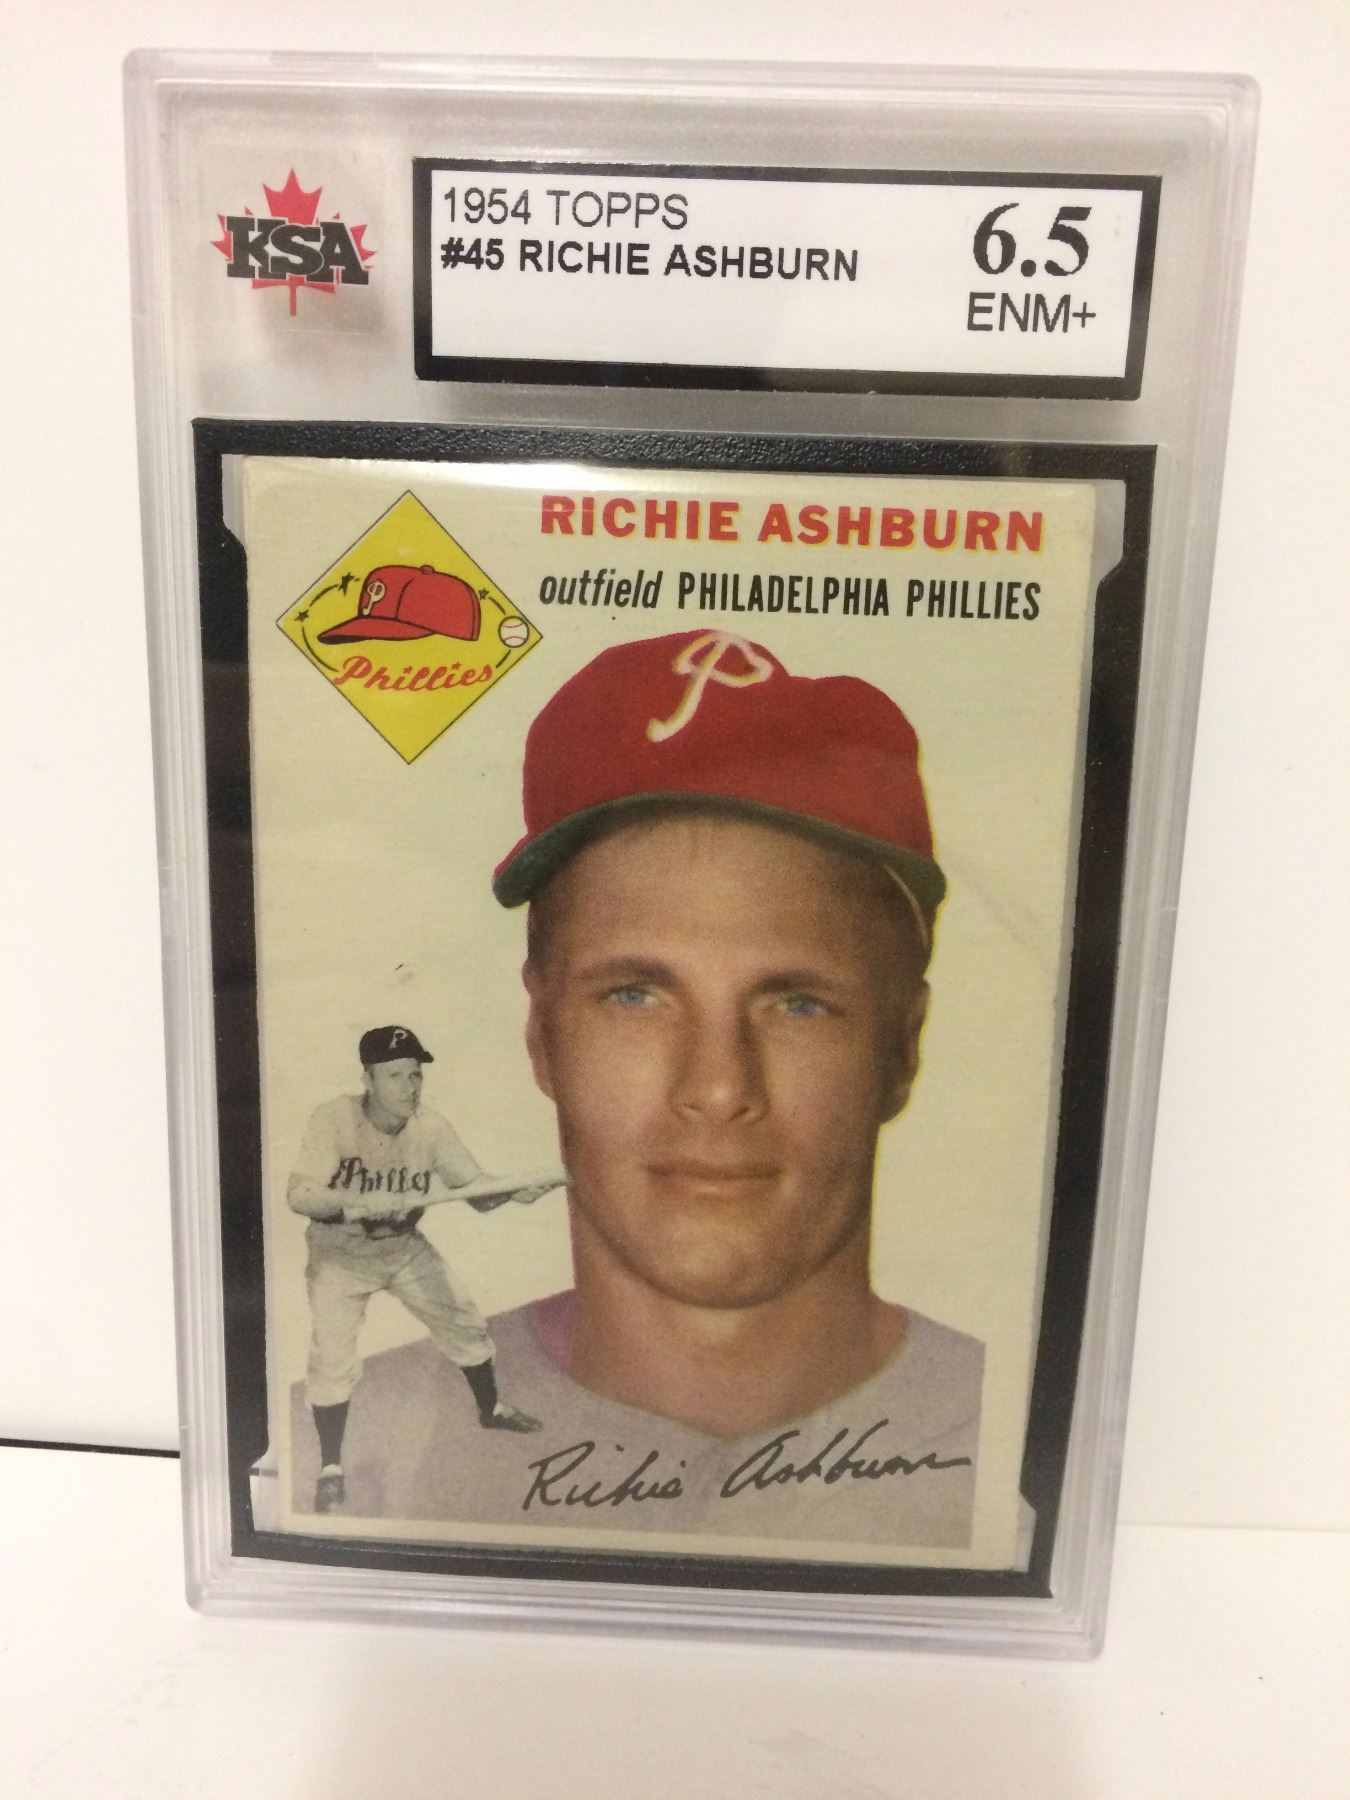 KSA
1954 TOPPS
#45 RICHIE ASHBURN
6.5
ENM+
RICHIE ASHBURN
outfield PHILADELPHIA PHILLIES
P
Phillies
P
P
Phillies
Richie Ashburn